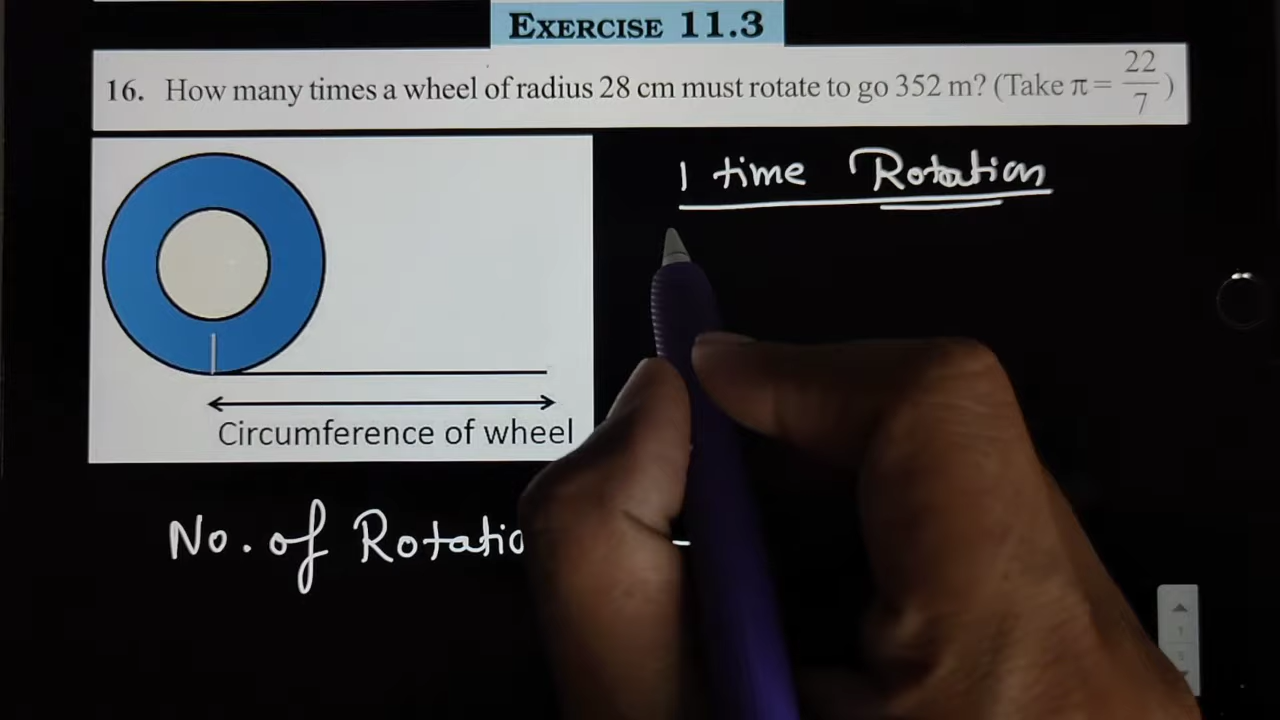 EXERCISE 11.3
16. How many times a wheel of radius 28 cm must rotate to go 352 m? (Take π = 22/7)
1 time Rotation
Circumference of wheel
No. of Rotatio